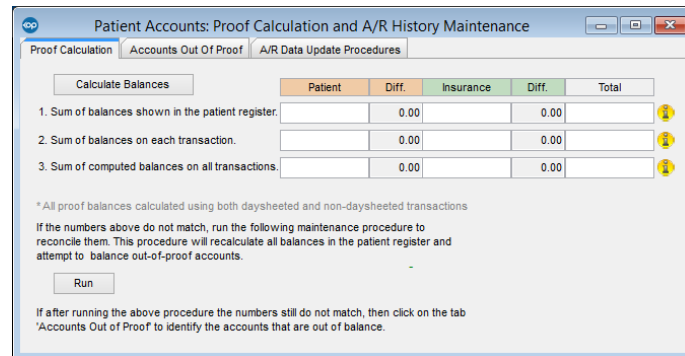 Patient Accounts: Proof Calculation and A/R History Maintenance
Proof Calculation Accounts Out Of Proof A/R Data Update Procedures
Calculate Balances
Patient Diff. Insurance Diff. Total
1. Sum of balances shown in the patient register. 0.00 0.00
2. Sum of balances on each transaction. 0.00 0.00
3. Sum of computed balances on all transactions. 0.00 0.00
* All proof balances calculated using both daysheeted and non-daysheeted transactions
If the numbers above do not match, run the following maintenance procedure to
reconcile them. This procedure will recalculate all balances in the patient register and
attempt to balance out-of-proof accounts.
Run
If after running the above procedure the numbers still do not match, then click on the tab
'Accounts Out of Proof' to identify the accounts that are out of balance.